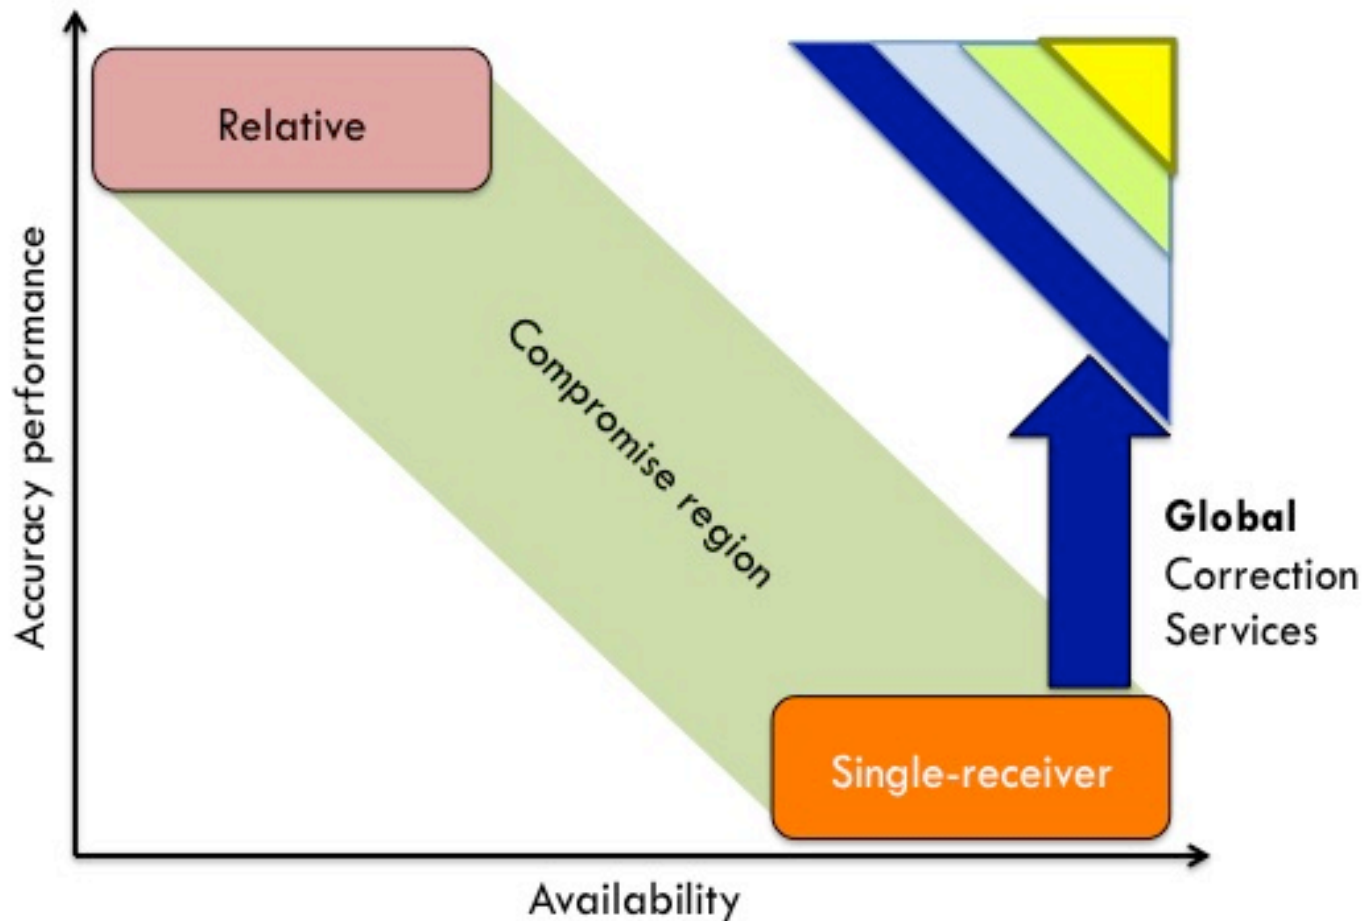 Relative
Accuracy performance
Compromise region
Global
Correction
Services
Single-receiver
Availability